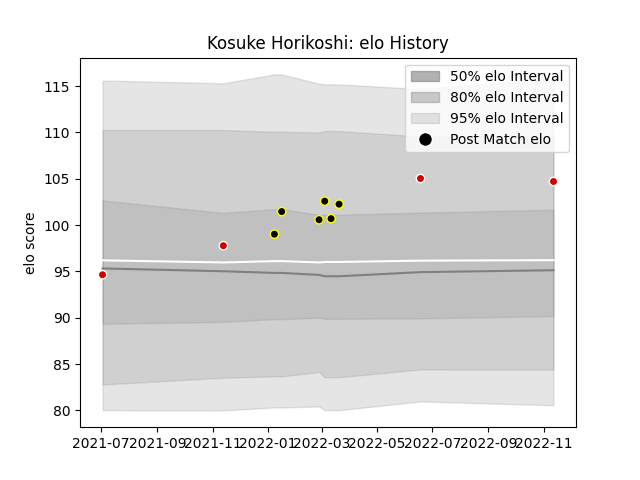 Kosuke Horikoshi: elo History
50% elo Interval
80% elo Interval
95% elo Interval
Post Match elo
elo score
115
110
105
100
95
90
85
80
2021-07 2021-09 2021-11 2022-01 2022-03 2022-05 2022-07 2022-09 2022-11